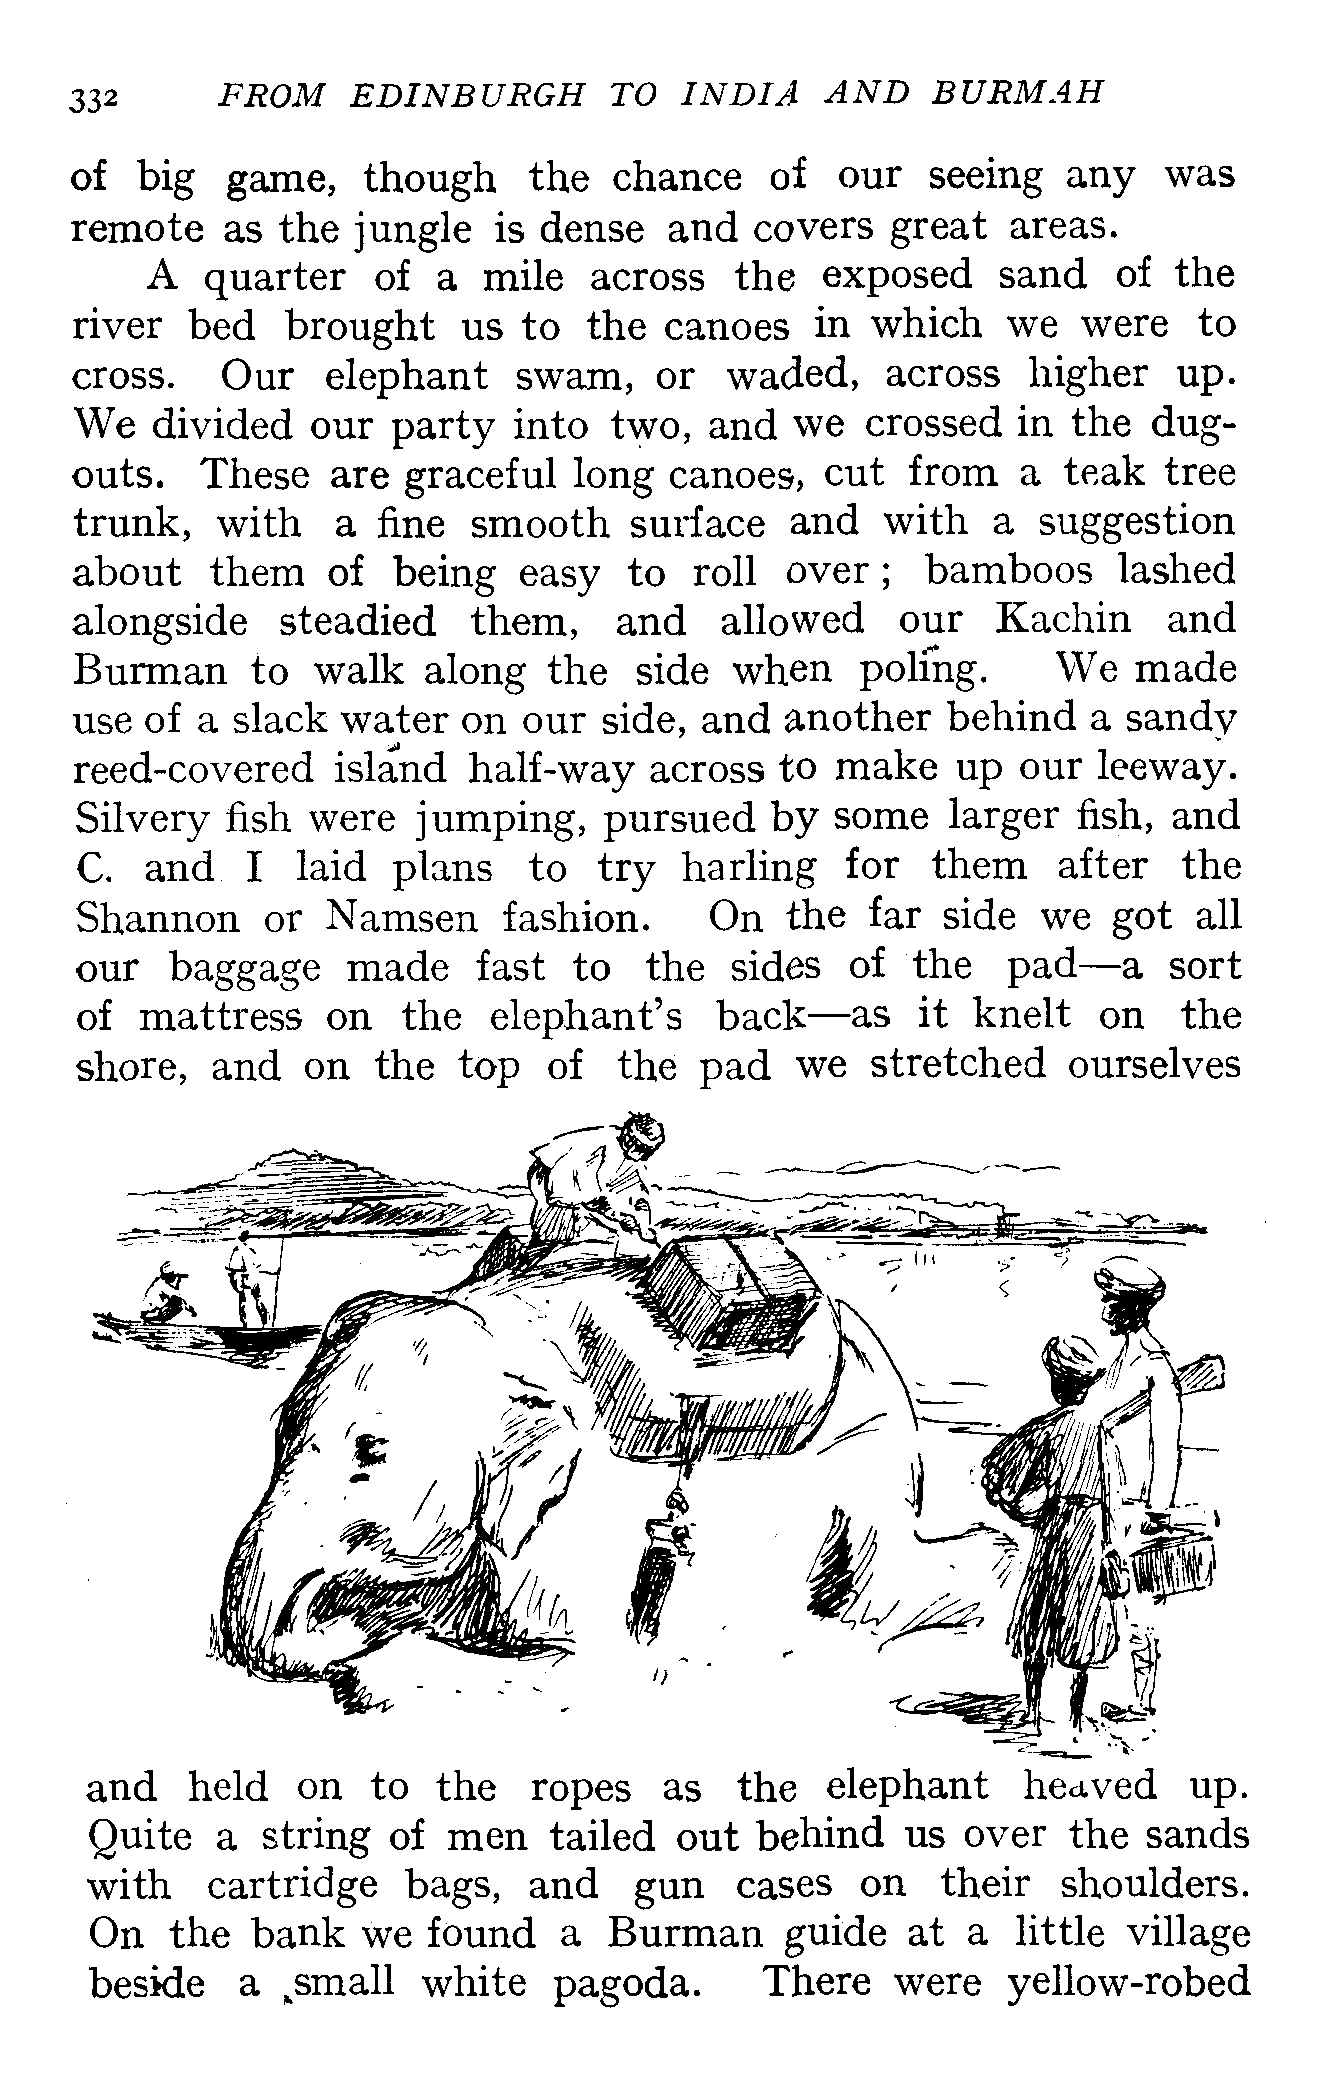 332 FROM EDINBURGH TO INDIA AND BURMAH
of big game, though the chance of our seeing any was
remote as the jungle is dense and covers great areas.
A quarter of a mile across the exposed sand of the
river bed brought us to the canoes in which we were to
cross. Our elephant swam, or waded, across higher up.
We divided our party into two, and we crossed in the dug-
outs. These are graceful long canoes, cut from a teak tree
trunk, with a fine smooth surface and with a suggestion
about them of being easy to roll over ; bamboos lashed
alongside steadied them, and allowed our Kachin and
Burman to walk along the side when poling. We made
use of a slack water on our side, and another behind a sandy
reed-covered island half-way across to make up our leeway.
Silvery fish were jumping, pursued by some larger fish, and
C. and I laid plans to try harling for them after the
Shannon or Namsen fashion. On the far side we got all
our baggage made fast to the sides of the pad—a sort
of mattress on the elephant's back—as it knelt on the
shore, and on the top of the pad we stretched ourselves
and held on to the ropes as the elephant heaved up.
Quite a string of men tailed out behind us over the sands
with cartridge bags, and gun cases on their shoulders.
On the bank we found a Burman guide at a little village
beside a small white pagoda. There were yellow-robed